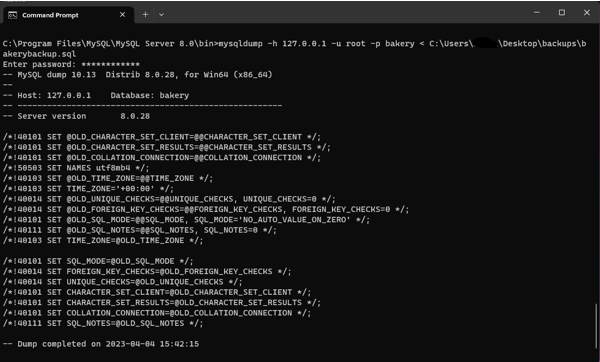 Command Prompt
C:\Program Files\MySQL\MySQL Server 8.0\bin>mysqldump -h 127.0.0.1 -u root -p bakery < C:\Users\ \Desktop\backups\b
akerybackup.sql
Enter password: ************
-- MySQL dump 10.13  Distrib 8.0.28, for Win64 (x86_64)
--
-- Host: 127.0.0.1    Database: bakery
-- ------------------------------------------------------
-- Server version       8.0.28
/*!40101 SET @OLD_CHARACTER_SET_CLIENT=@@CHARACTER_SET_CLIENT */;
/*!40101 SET @OLD_CHARACTER_SET_RESULTS=@@CHARACTER_SET_RESULTS */;
/*!40101 SET @OLD_COLLATION_CONNECTION=@@COLLATION_CONNECTION */;
/*!50503 SET NAMES utf8mb4 */;
/*!40103 SET @OLD_TIME_ZONE=@@TIME_ZONE */;
/*!40103 SET TIME_ZONE='+00:00' */;
/*!40014 SET @OLD_UNIQUE_CHECKS=@@UNIQUE_CHECKS, UNIQUE_CHECKS=0 */;
/*!40014 SET @OLD_FOREIGN_KEY_CHECKS=@@FOREIGN_KEY_CHECKS, FOREIGN_KEY_CHECKS=0 */;
/*!40101 SET @OLD_SQL_MODE=@@SQL_MODE, SQL_MODE='NO_AUTO_VALUE_ON_ZERO' */;
/*!40111 SET @OLD_SQL_NOTES=@@SQL_NOTES, SQL_NOTES=0 */;
/*!40103 SET TIME_ZONE=@OLD_TIME_ZONE */;
/*!40101 SET SQL_MODE=@OLD_SQL_MODE */;
/*!40014 SET FOREIGN_KEY_CHECKS=@OLD_FOREIGN_KEY_CHECKS */;
/*!40014 SET UNIQUE_CHECKS=@OLD_UNIQUE_CHECKS */;
/*!40101 SET CHARACTER_SET_CLIENT=@OLD_CHARACTER_SET_CLIENT */;
/*!40101 SET CHARACTER_SET_RESULTS=@OLD_CHARACTER_SET_RESULTS */;
/*!40101 SET COLLATION_CONNECTION=@OLD_COLLATION_CONNECTION */;
/*!40111 SET SQL_NOTES=@OLD_SQL_NOTES */;
-- Dump completed on 2023-04-04 15:42:15